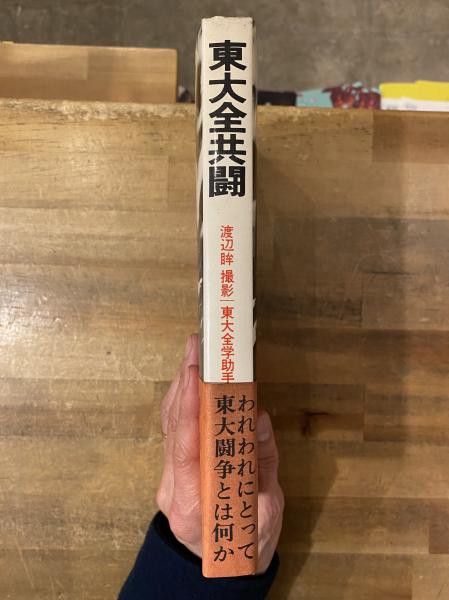 東大全共闘
渡辺眸 撮影｜東大全学助手
われわれにとって
東大闘争とは何か